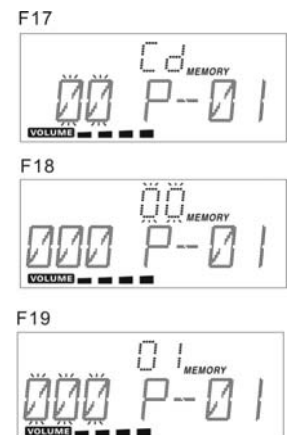 F17
Cd MEMORY
00 P-01
VOLUME
F18
00 MEMORY
000 P-01
VOLUME
F19
01 MEMORY
000 P-01
VOLUME